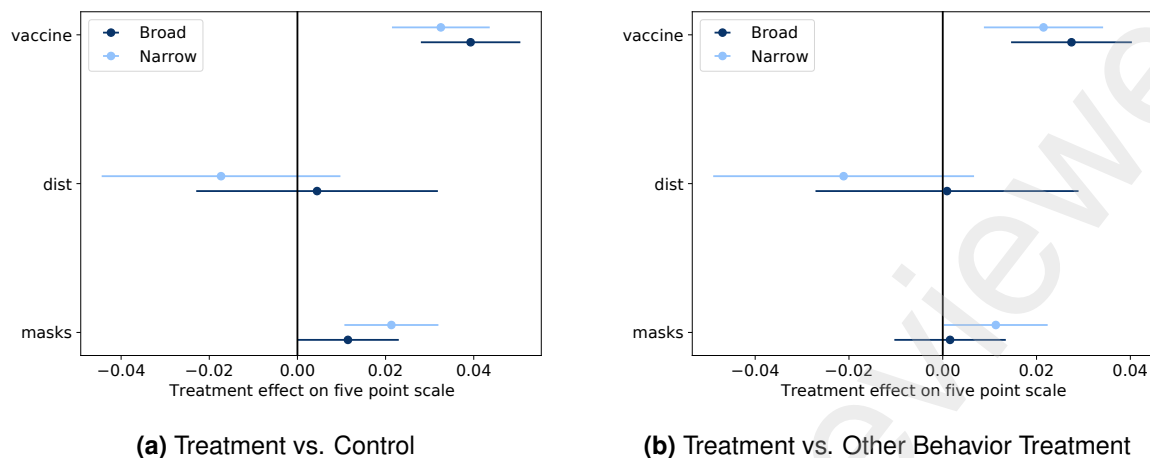 vaccine
Broad
Narrow
dist
masks
−0.04 −0.02 0.00 0.02 0.04
Treatment effect on five point scale
(a) Treatment vs. Control
vaccine
Broad
Narrow
dist
masks
−0.04 −0.02 0.00 0.02 0.04
Treatment effect on five point scale
(b) Treatment vs. Other Behavior Treatment